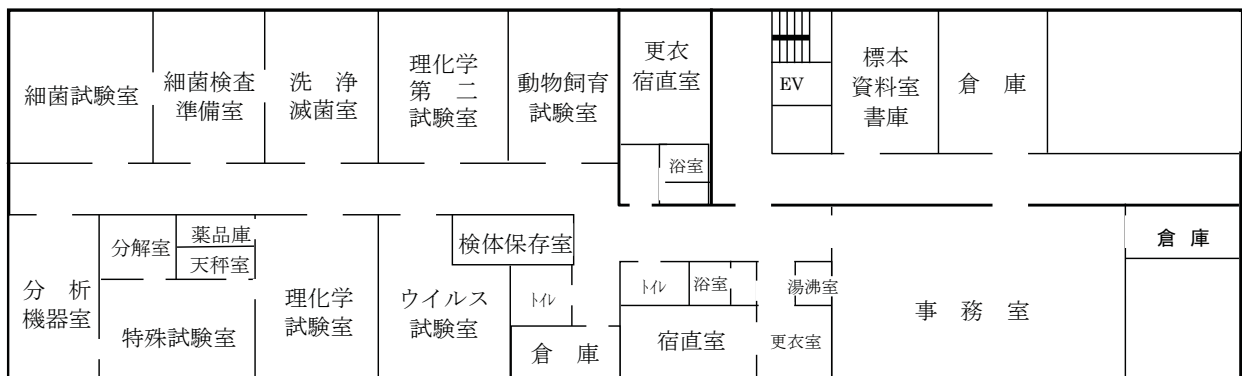 細菌試験室
細菌検査
準備室
洗 浄
滅菌室
理化学
第 二
試験室
動物飼育
試験室
更衣
宿直室
浴室
EV
標本
資料室
書庫
倉 庫
分 析
機器室
分解室
薬品庫
天秤室
特殊試験室
理化学
試験室
ウイルス
試験室
検体保存室
トイレ
倉 庫
トイレ
浴室
宿直室
湯沸室
更衣室
事 務 室
倉 庫